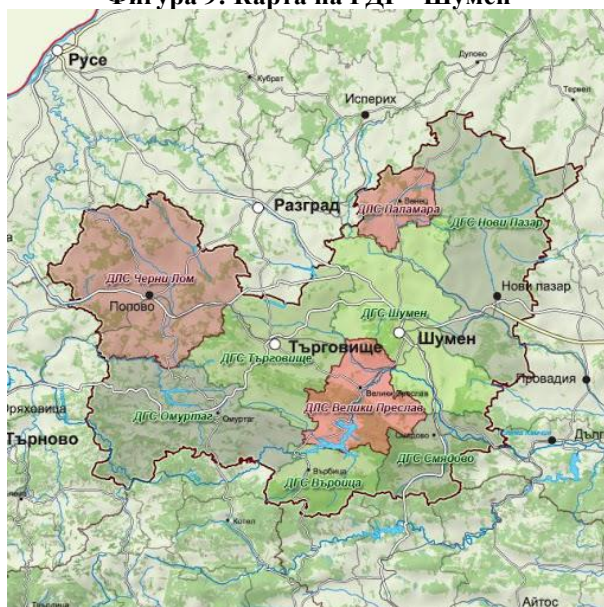 Фигура 9: Карта на РДГ – Шумен
Русе
Кубрат
Дулово
Тервел
Исперих
Разград
ДЛС Паламара
Венец
ДГС Нови Пазар
ДЛС Черни Лом
Попово
Нови пазар
ДГС Шумен
Шумен
Търговище
ДГС Търговище
Провадия
Велики Преслав
ДЛС Велики Преслав
ДГС Омуртаг
Омуртаг
Оряховица
Търново
Смядово
ДГС Смядово
Върбица
ДГС Върбица
Котел
Айтос